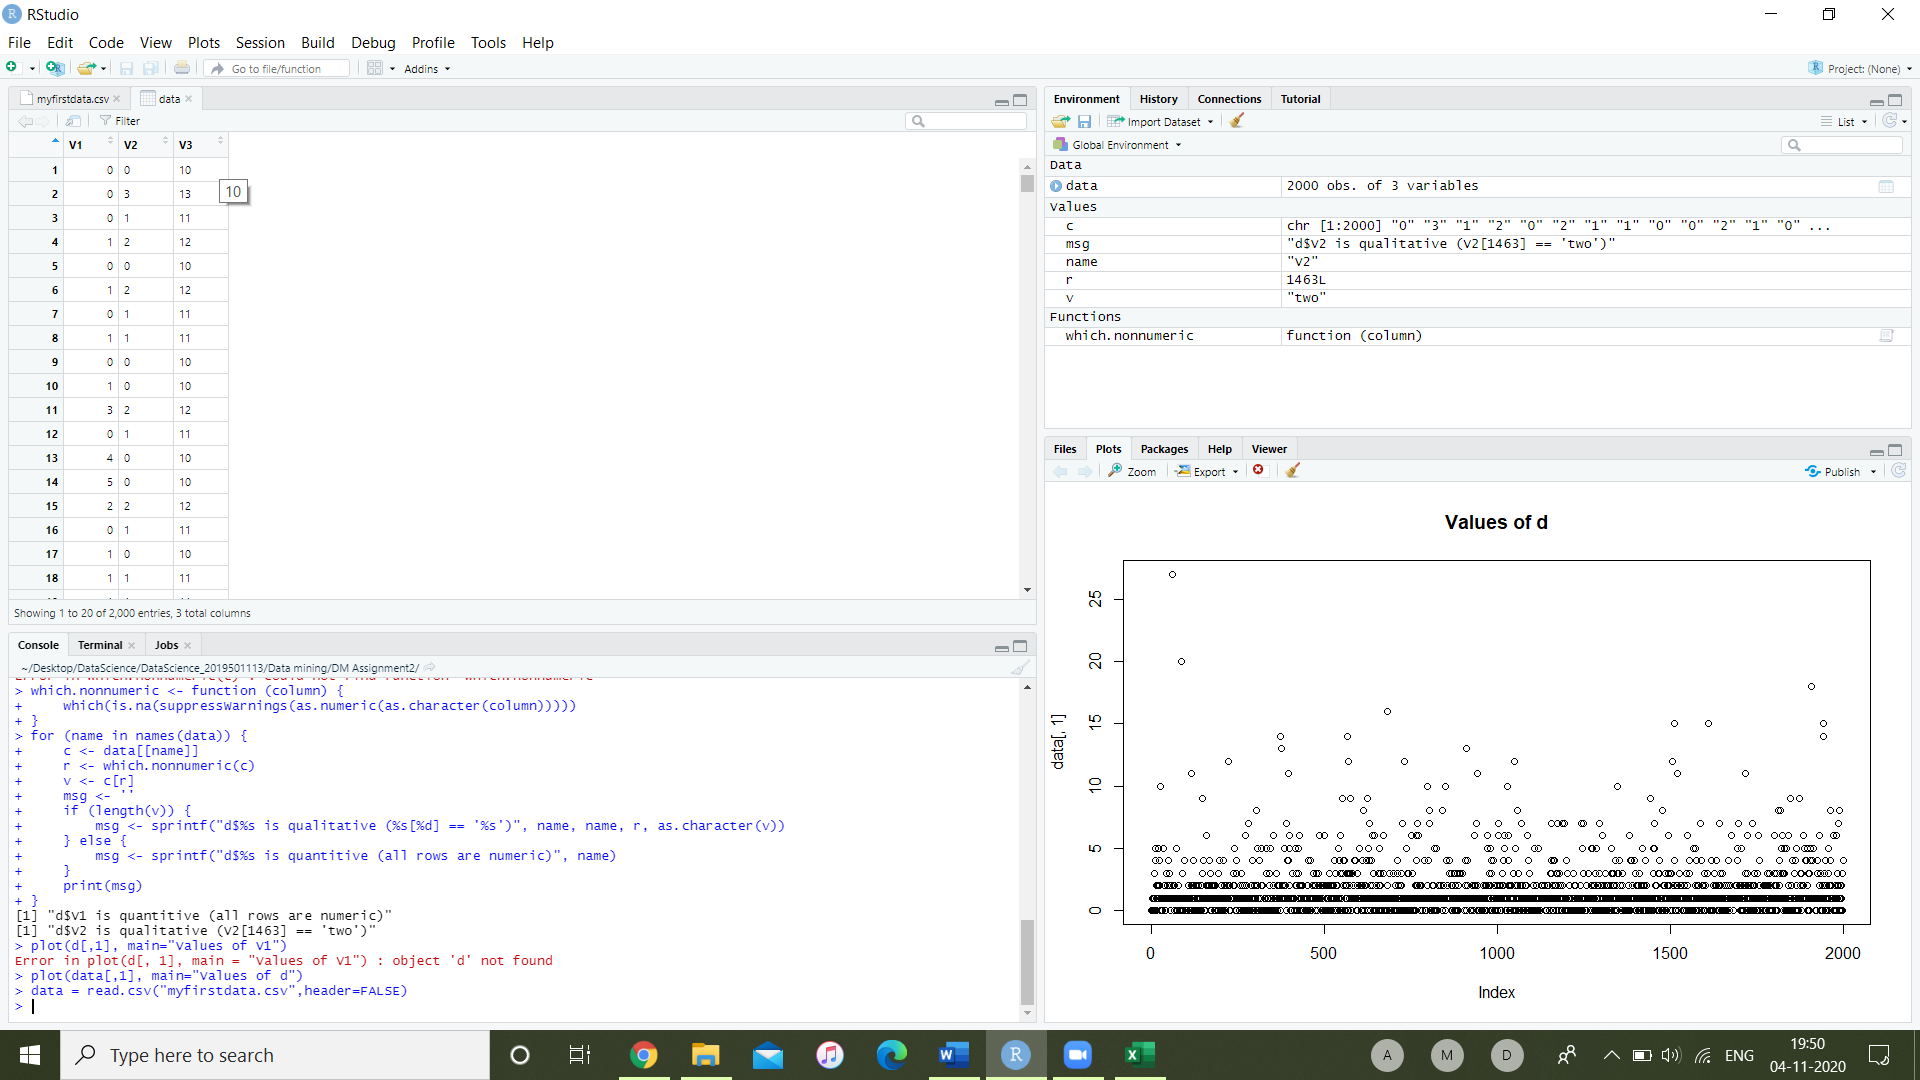 RStudio
File Edit Code View Plots Session Build Debug Profile Tools Help
Go to file/function Addins Project: (None)
myfirstdata.csv data
Filter
V1 V2 V3
1 0 0 10
10
2 0 3 13
3 0 1 11
4 1 2 12
5 0 0 10
6 1 2 12
7 0 1 11
8 1 1 11
9 0 0 10
10 1 0 10
11 3 2 12
12 0 1 11
13 4 0 10
14 5 0 10
15 2 2 12
16 0 1 11
17 1 0 10
18 1 1 11
Showing 1 to 20 of 2,000 entries, 3 total columns
Console Terminal Jobs
~/Desktop/DataScience/DataScience_2019501113/Data mining/DM Assignment2/
> which.nonnumeric <- function (column) {
+ which(is.na(suppressWarnings(as.numeric(as.character(column)))))
+ }
> for (name in names(data)) {
+ c <- data[[name]]
+ r <- which.nonnumeric(c)
+ v <- c[r]
+ msg <- ''
+ if (length(v)) {
+ msg <- sprintf("d$%s is qualitative (%s[%d] == '%s')", name, name, r, as.character(v))
+ } else {
+ msg <- sprintf("d$%s is quantitive (all rows are numeric)", name)
+ }
+ print(msg)
+ }
[1] "d$V1 is quantitive (all rows are numeric)"
[1] "d$V2 is qualitative (V2[1463] == 'two')"
> plot(d[,1], main="Values of V1")
Error in plot(d[, 1], main = "Values of V1") : object 'd' not found
> plot(data[,1], main="Values of d")
> data = read.csv("myfirstdata.csv",header=FALSE)
>
Environment History Connections Tutorial
Import Dataset List
Global Environment
Data
data 2000 obs. of 3 variables
Values
c chr [1:2000] "0" "3" "1" "2" "0" "2" "1" "1" "0" "0" "2" "1" "0" ...
msg "d$V2 is qualitative (V2[1463] == 'two')"
name "V2"
r 1463L
v "two"
Functions
which.nonnumeric function (column)
Files Plots Packages Help Viewer
Zoom Export Publish
Values of d
data[, 1]
25
20
15
10
5
0
0 500 1000 1500 2000
Index
Type here to search
A M D ENG
19:50
04-11-2020